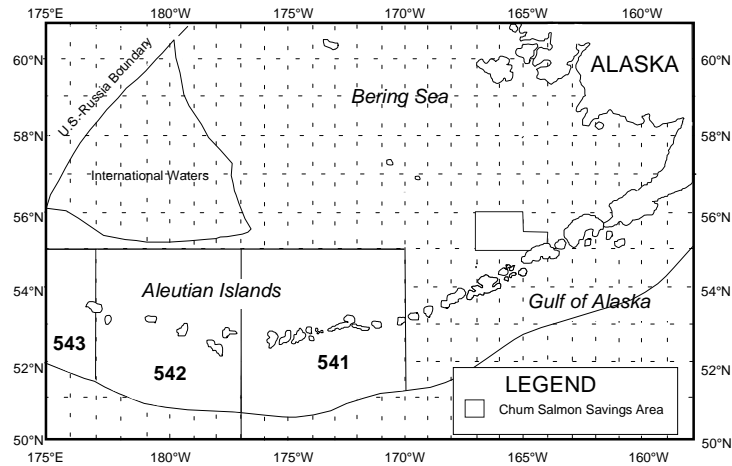 175°E 180°W 175°W 170°W 165°W 160°W
60°N 60°N
ALASKA
U.S.-Russia Boundary
Bering Sea
58°N 58°N
International Waters
56°N 56°N
Aleutian Islands
54°N 54°N
Gulf of Alaska
543
542
541
52°N 52°N
LEGEND
Chum Salmon Savings Area
50°N 50°N
175°E 180°W 175°W 170°W 165°W 160°W